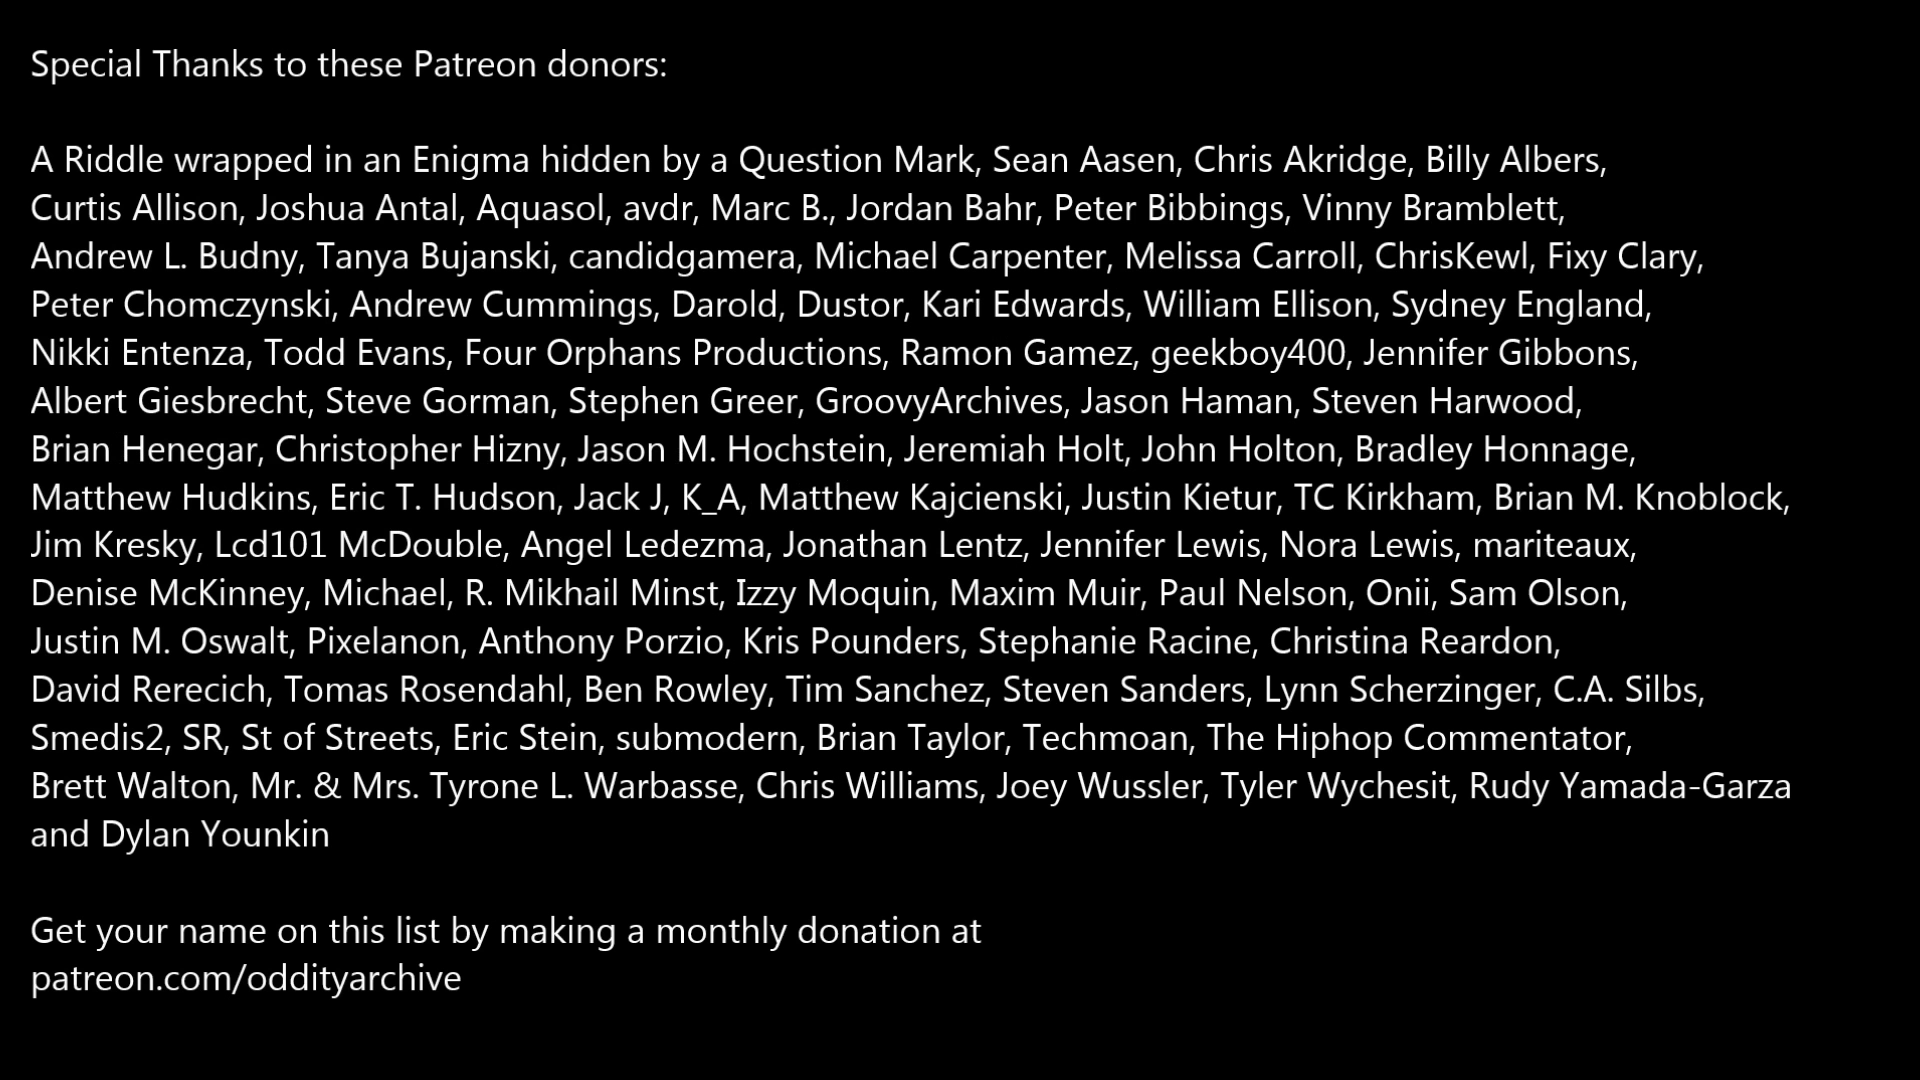 Special Thanks to these Patreon donors:
A Riddle wrapped in an Enigma hidden by a Question Mark, Sean Aasen, Chris Akridge, Billy Albers,
Curtis Allison, Joshua Antal, Aquasol, avdr, Marc B., Jordan Bahr, Peter Bibbings, Vinny Bramblett,
Andrew L. Budny, Tanya Bujanski, candidgamera, Michael Carpenter, Melissa Carroll, ChrisKewl, Fixy Clary,
Peter Chomczynski, Andrew Cummings, Darold, Dustor, Kari Edwards, William Ellison, Sydney England,
Nikki Entenza, Todd Evans, Four Orphans Productions, Ramon Gamez, geekboy400, Jennifer Gibbons,
Albert Giesbrecht, Steve Gorman, Stephen Greer, GroovyArchives, Jason Haman, Steven Harwood,
Brian Henegar, Christopher Hizny, Jason M. Hochstein, Jeremiah Holt, John Holton, Bradley Honnage,
Matthew Hudkins, Eric T. Hudson, Jack J, K_A, Matthew Kajcienski, Justin Kietur, TC Kirkham, Brian M. Knoblock,
Jim Kresky, Lcd101 McDouble, Angel Ledezma, Jonathan Lentz, Jennifer Lewis, Nora Lewis, mariteaux,
Denise McKinney, Michael, R. Mikhail Minst, Izzy Moquin, Maxim Muir, Paul Nelson, Onii, Sam Olson,
Justin M. Oswalt, Pixelanon, Anthony Porzio, Kris Pounders, Stephanie Racine, Christina Reardon,
David Rerecich, Tomas Rosendahl, Ben Rowley, Tim Sanchez, Steven Sanders, Lynn Scherzinger, C.A. Silbs,
Smedis2, SR, St of Streets, Eric Stein, submodern, Brian Taylor, Techmoan, The Hiphop Commentator,
Brett Walton, Mr. & Mrs. Tyrone L. Warbasse, Chris Williams, Joey Wussler, Tyler Wychesit, Rudy Yamada-Garza
and Dylan Younkin
Get your name on this list by making a monthly donation at
patreon.com/oddityarchive